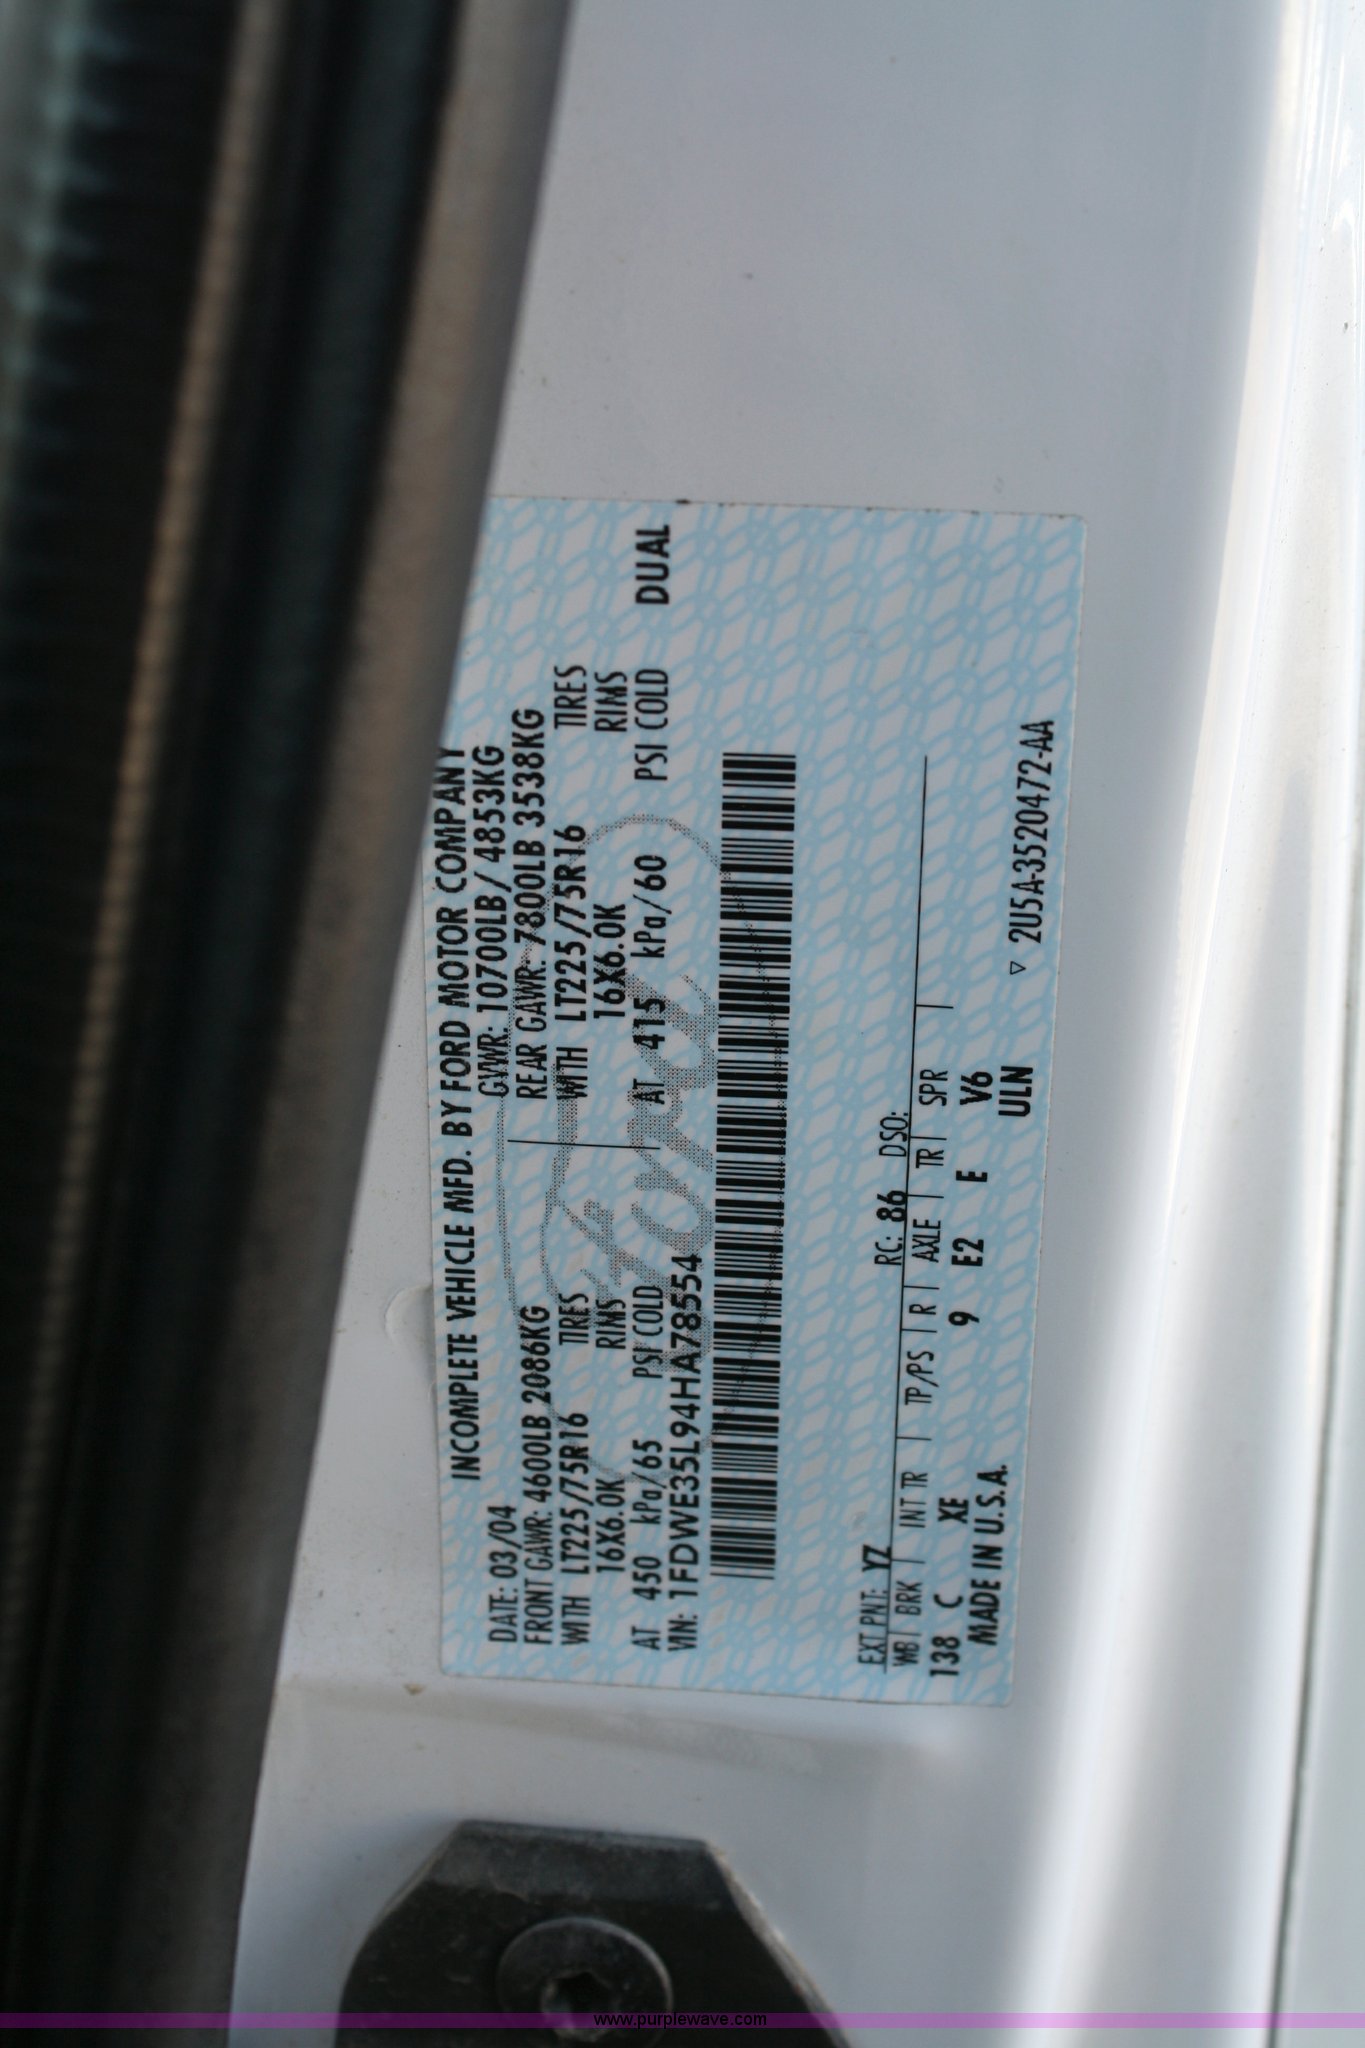 INCOMPLETE VEHICLE MFD. BY FORD MOTOR COMPANY
DATE: 03/04 GVWR: 10700LB/ 4853KG
FRONT GAWR: 4600LB 2086KG REAR GAWR: 7800LB 3538KG
WITH LT225/75R16 TIRES WITH LT225/75R16 TIRES
16X6.0K RIMS 16X6.0K RIMS
AT 450 kPa/65 PSI COLD AT 415 kPa/60 PSI COLD DUAL
VIN: 1FDWE35L94HA78554
Ford
EXT PNT: YZ RC: 86 DSO:
WB BRK INT TR TP/PS R AXLE TR SPR
138 C XE 9 E2 E V6
MADE IN U.S.A. ULN
▽ 2U5A-3520472-AA
www.purplewave.com